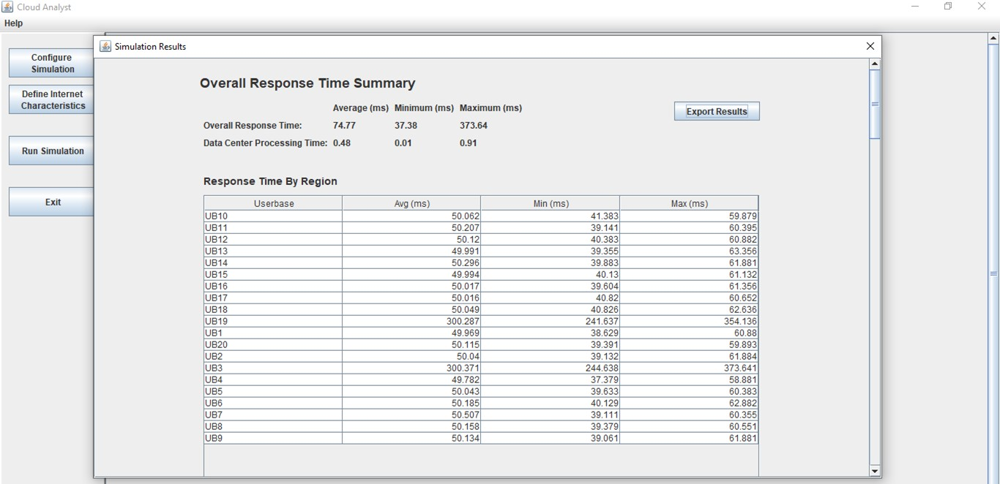 Cloud Analyst
Help
Configure
Simulation
Define Internet
Characteristics
Run Simulation
Exit
Simulation Results
Overall Response Time Summary
Average (ms) Minimum (ms) Maximum (ms)
Overall Response Time: 74.77 37.38 373.64
Data Center Processing Time: 0.48 0.01 0.91
Export Results
Response Time By Region
Userbase Avg (ms) Min (ms) Max (ms)
UB10 50.062 41.383 59.879
UB11 50.207 39.141 60.395
UB12 50.12 40.383 60.882
UB13 49.991 39.355 63.356
UB14 50.296 39.883 61.881
UB15 49.994 40.13 61.132
UB16 50.017 39.604 61.356
UB17 50.016 40.82 60.652
UB18 50.049 40.826 62.636
UB19 300.287 241.637 354.136
UB1 49.969 38.629 60.88
UB20 50.115 39.391 59.893
UB2 50.04 39.132 61.884
UB3 300.371 244.638 373.641
UB4 49.782 37.379 58.881
UB5 50.043 39.633 60.383
UB6 50.185 40.129 62.882
UB7 50.507 39.111 60.355
UB8 50.158 39.379 60.551
UB9 50.134 39.061 61.881